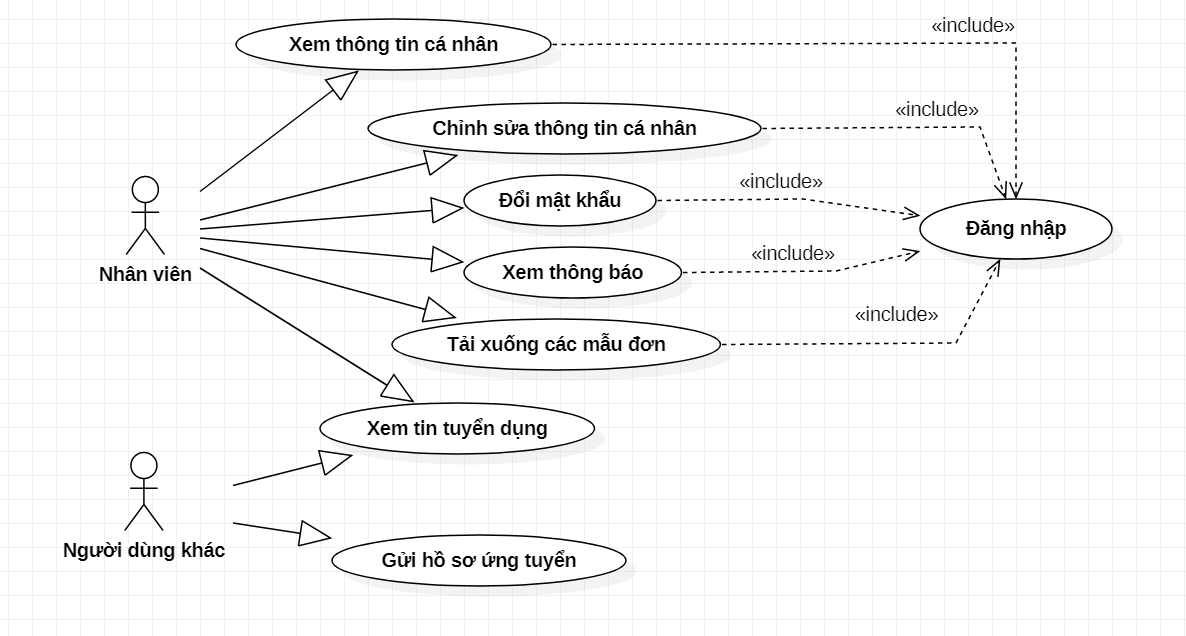 «include»
Xem thông tin cá nhân
«include»
Chỉnh sửa thông tin cá nhân
«include»
Đổi mật khẩu
Đăng nhập
«include»
Nhân viên
Xem thông báo
«include»
Tải xuống các mẫu đơn
Xem tin tuyển dụng
Người dùng khác
Gửi hồ sơ ứng tuyển